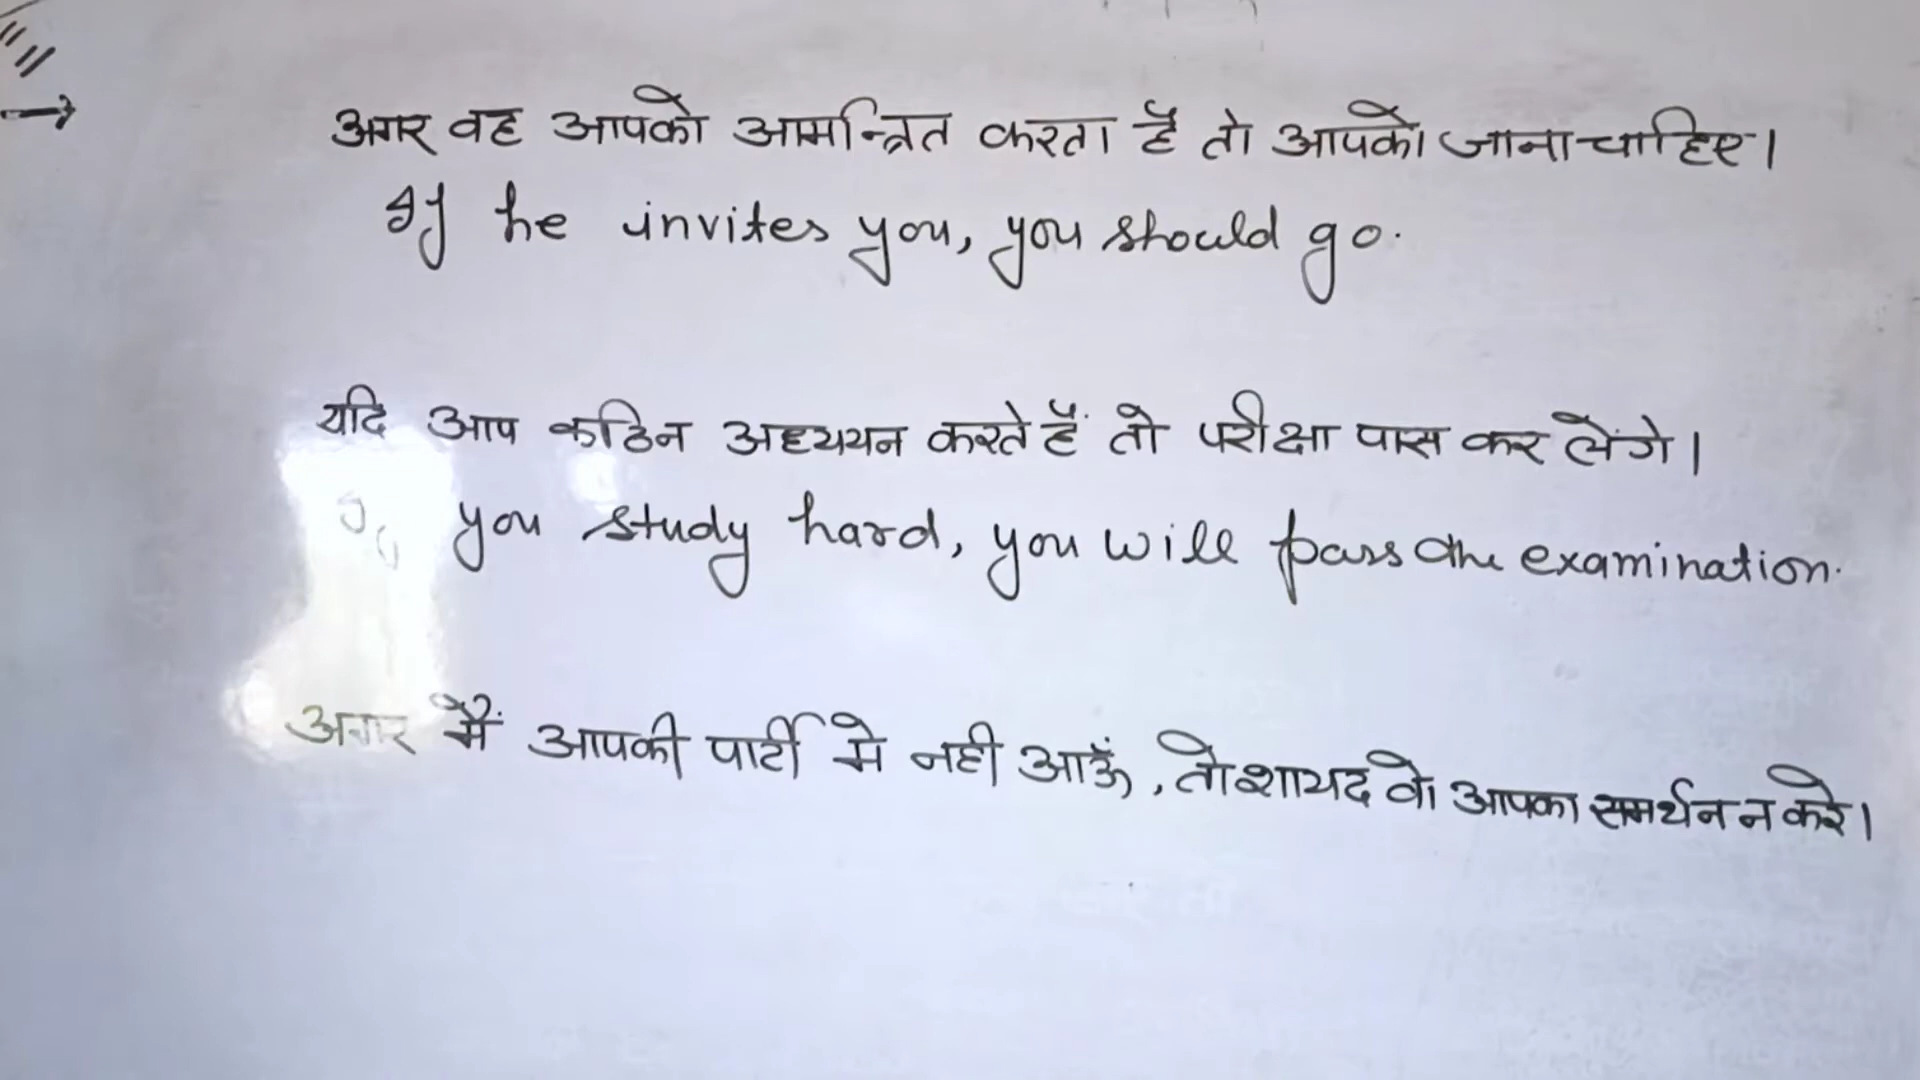 अगर वह आपको आमन्त्रित करता है तो आपको जाना चाहिए।
If he invites you, you should go.
यदि आप कठिन अध्ययन करते हैं तो परीक्षा पास कर लेंगे।
you study hard, you will pass the examination.
अगर मैं आपकी पार्टी मे नही आऊँ, तो शायद वो आपका समर्थन न करे।